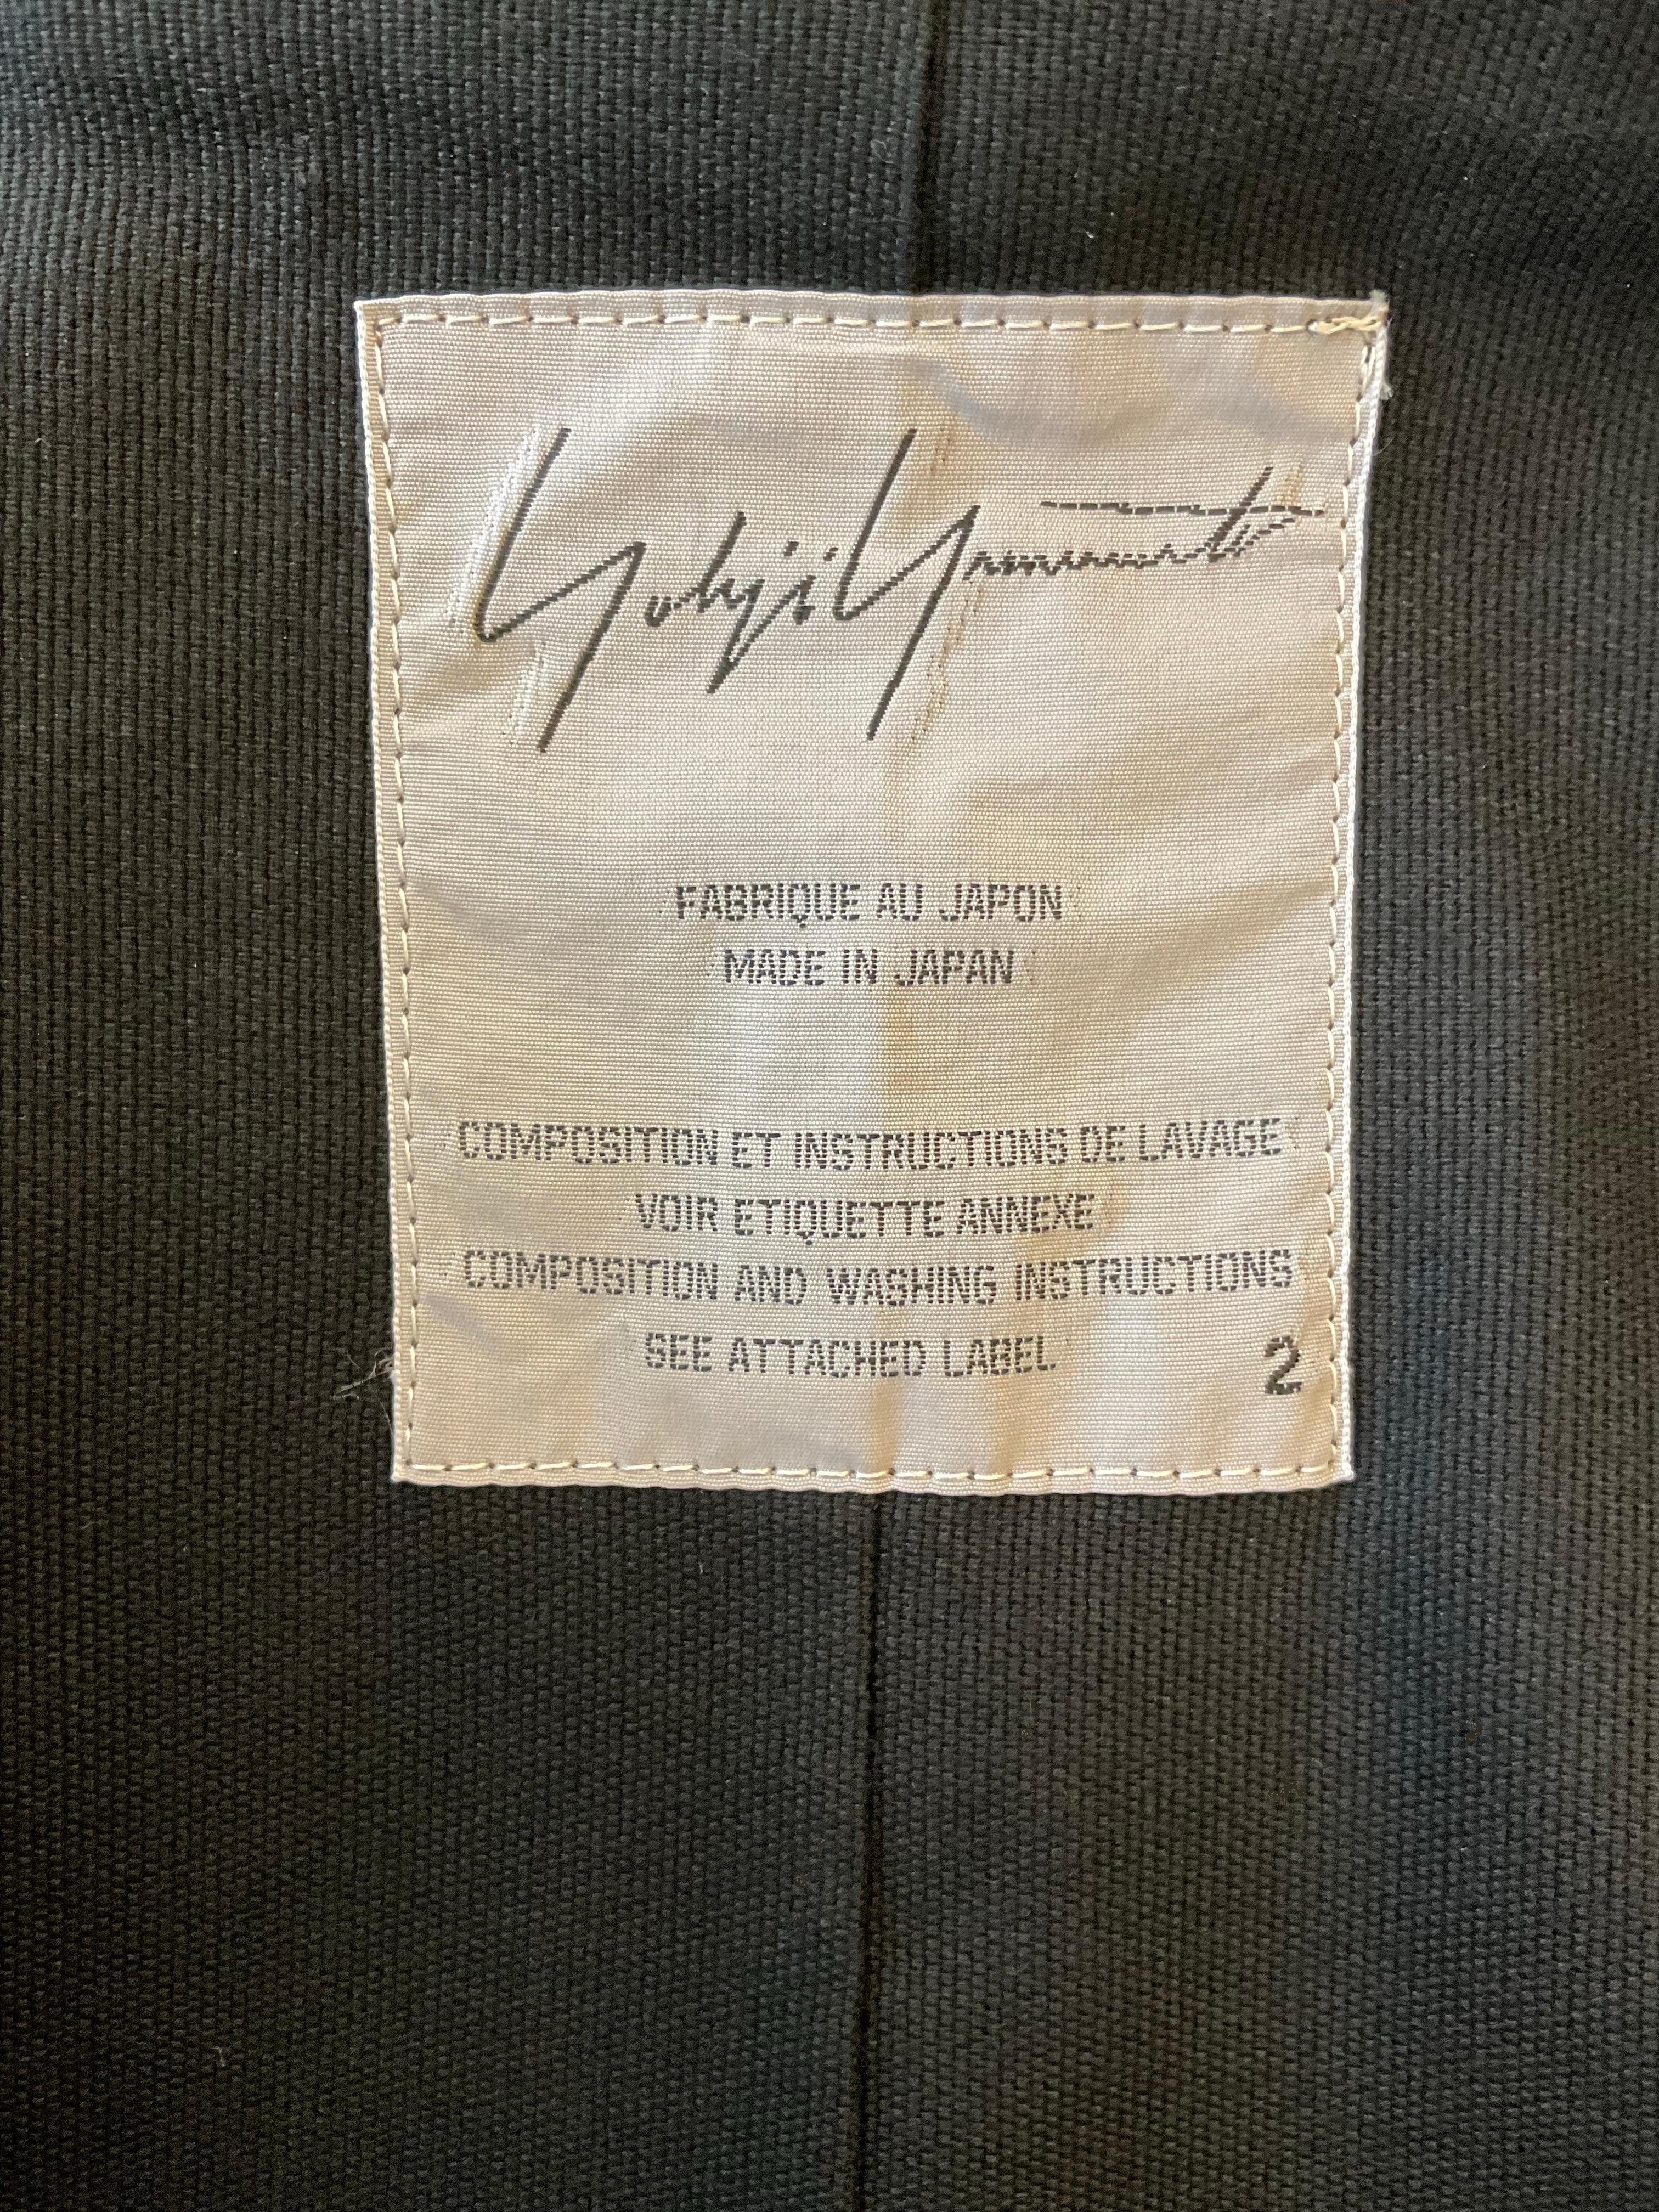 Yohji Yamamoto
FABRIQUE AU JAPON
MADE IN JAPAN
COMPOSITION ET INSTRUCTIONS DE LAVAGE
VOIR ETIQUETTE ANNEXE
COMPOSITION AND WASHING INSTRUCTIONS
SEE ATTACHED LABEL
2